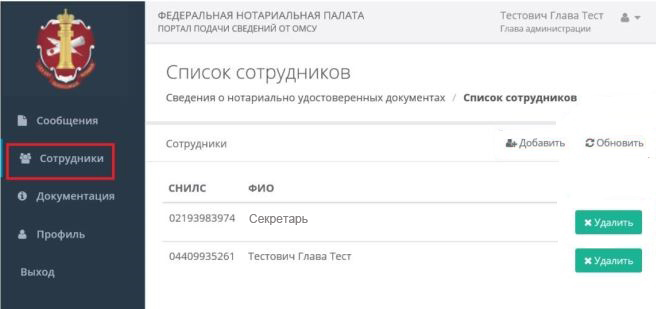 ФЕДЕРАЛЬНАЯ НОТАРИАЛЬНАЯ ПАЛАТА
ПОРТАЛ ПОДАЧИ СВЕДЕНИЙ ОТ ОМСУ
Тестович Глава Тест
Глава администрации
Список сотрудников
Сведения о нотариально удостоверенных документах / Список сотрудников
Сообщения
Сотрудники
Документация
Профиль
Выход
Сотрудники
Добавить
Обновить
СНИЛС ФИО
02193983974 Секретарь Удалить
04409935261 Тестович Глава Тест Удалить